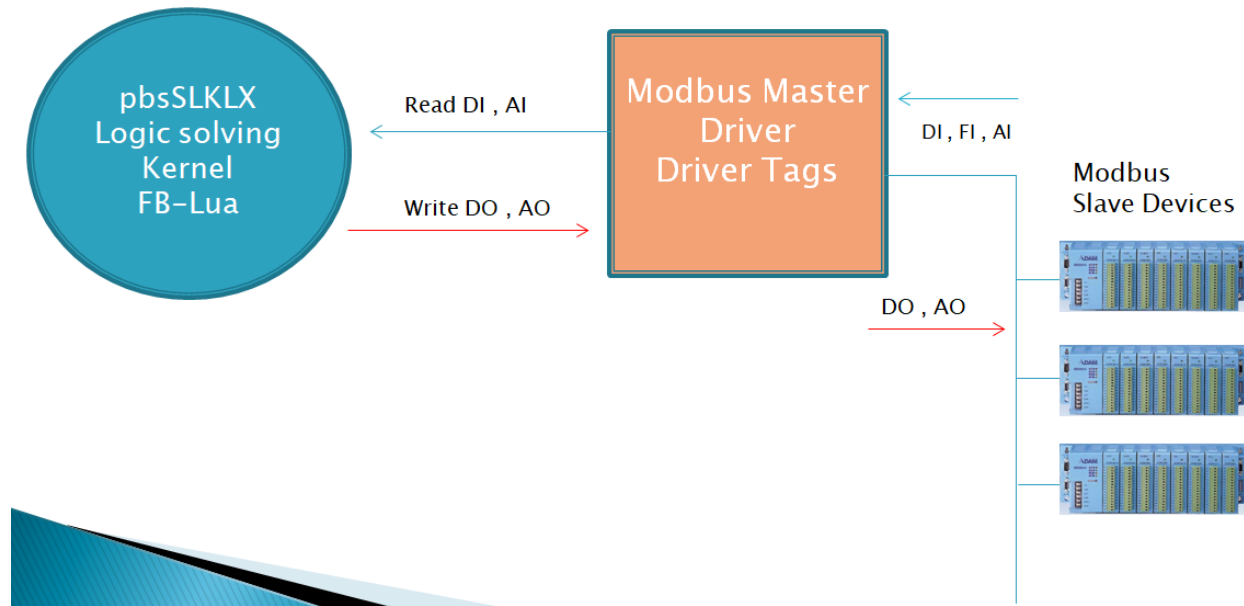 pbsSLKLX
Logic solving
Kernel
FB-Lua
Read DI , AI
Write DO , AO
Modbus Master
Driver
Driver Tags
DI , FI , AI
DO , AO
Modbus
Slave Devices